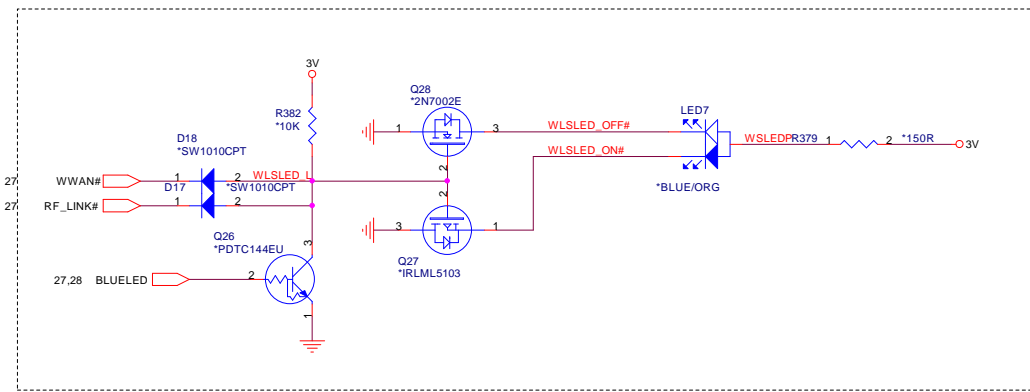 3V
R382
*10K
Q28
*2N7002E
1
3
2
WLSLED_OFF#
LED7
WLSLED_ON#
WSLEDP
R379
1
2
*150R
3V
*BLUE/ORG
D18
*SW1010CPT
27
WWAN#
1
2
WLSLED_L
D17
*SW1010CPT
27
RF_LINK#
1
2
2
3
1
Q27
*IRLML5103
Q26
*PDTC144EU
3
27,28
BLUELED
2
1